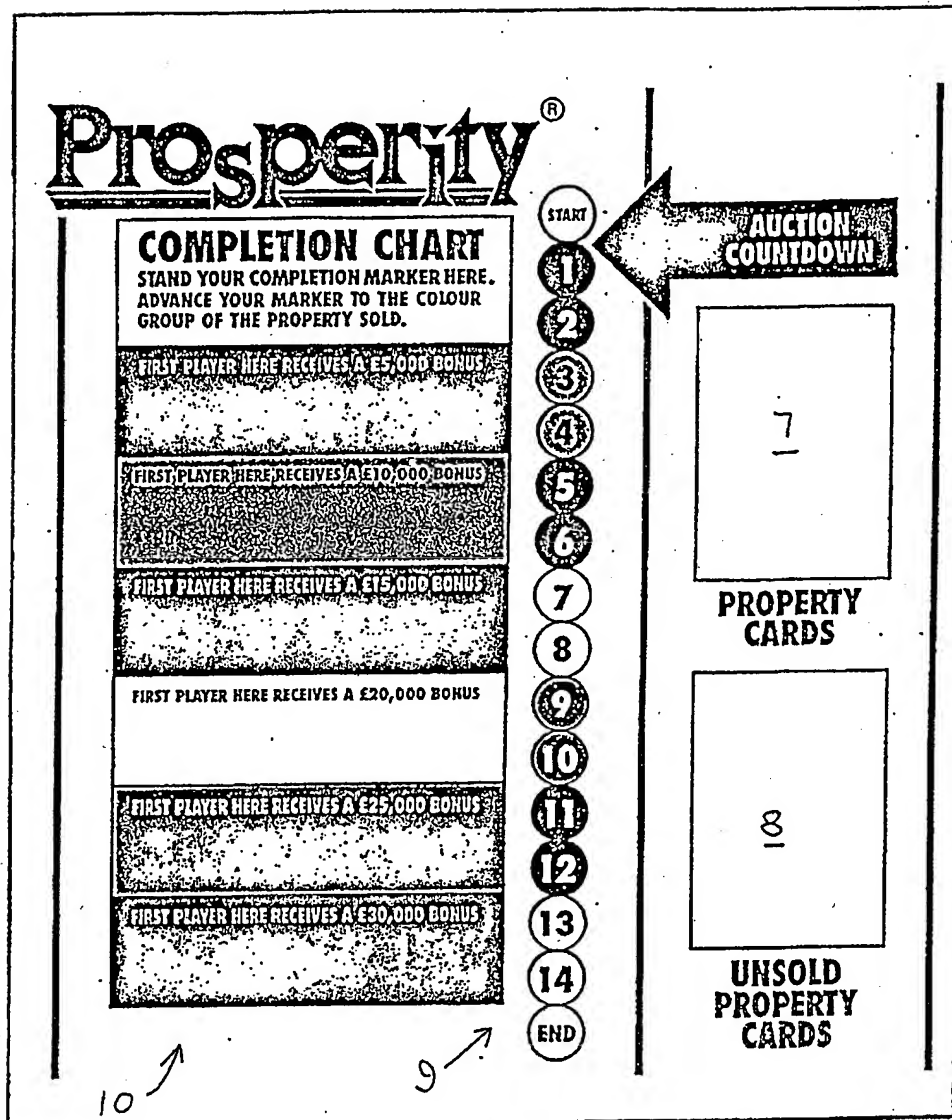 Prosperity®
COMPLETION CHART
STAND YOUR COMPLETION MARKER HERE.
ADVANCE YOUR MARKER TO THE COLOUR
GROUP OF THE PROPERTY SOLD.
FIRST PLAYER HERE RECEIVES A £5,000 BONUS
FIRST PLAYER HERE RECEIVES A £10,000 BONUS
FIRST PLAYER HERE RECEIVES A £15,000 BONUS
FIRST PLAYER HERE RECEIVES A £20,000 BONUS
FIRST PLAYER HERE RECEIVES A £25,000 BONUS
FIRST PLAYER HERE RECEIVES A £30,000 BONUS
START
1
2
3
4
5
6
7
8
9
10
11
12
13
14
END
AUCTION
COUNTDOWN
7
PROPERTY
CARDS
8
UNSOLD
PROPERTY
CARDS
10
9